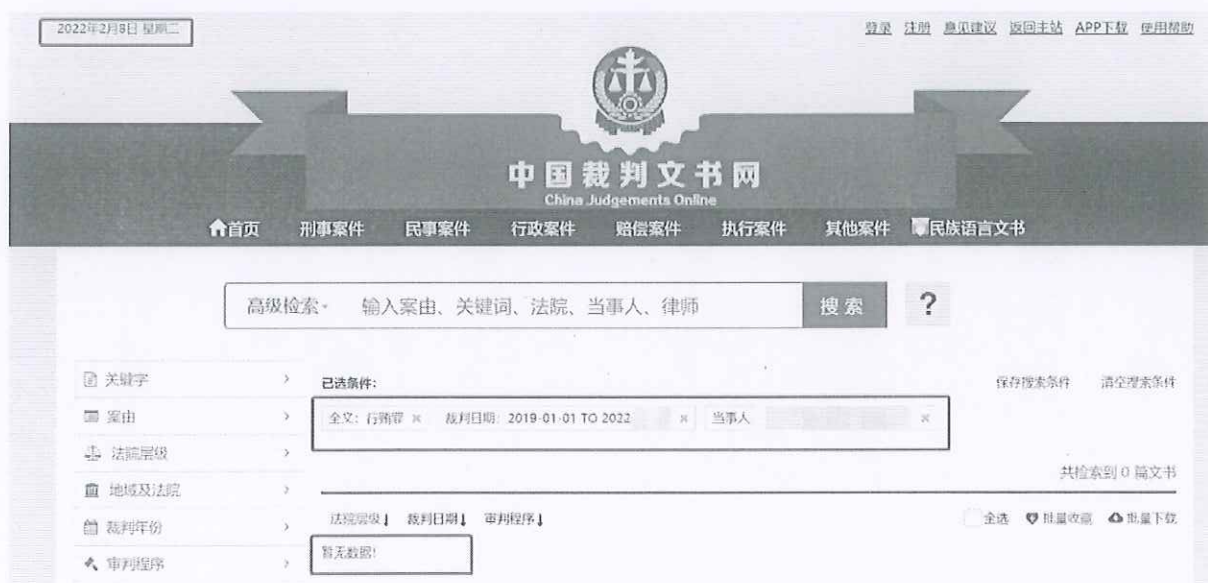 2022年2月8日 星期二
登录 注册 意见建议 返回主站 APP下载 使用帮助
中国裁判文书网
China Judgements Online
首页 刑事案件 民事案件 行政案件 赔偿案件 执行案件 其他案件 民族语言文书
高级检索 输入案由、关键词、法院、当事人、律师 搜索 ?
关键字
已选条件: 保存搜索条件 清空搜索条件
案由
全文：行贿罪 × 裁判日期：2019-01-01 TO 2022 × 当事人 ×
法院层级
共检索到 0 篇文书
地域及法院
法院层级↓ 裁判日期↓ 审判程序↓ 全选 批量收藏 批量下载
裁判年份
暂无数据!
审判程序